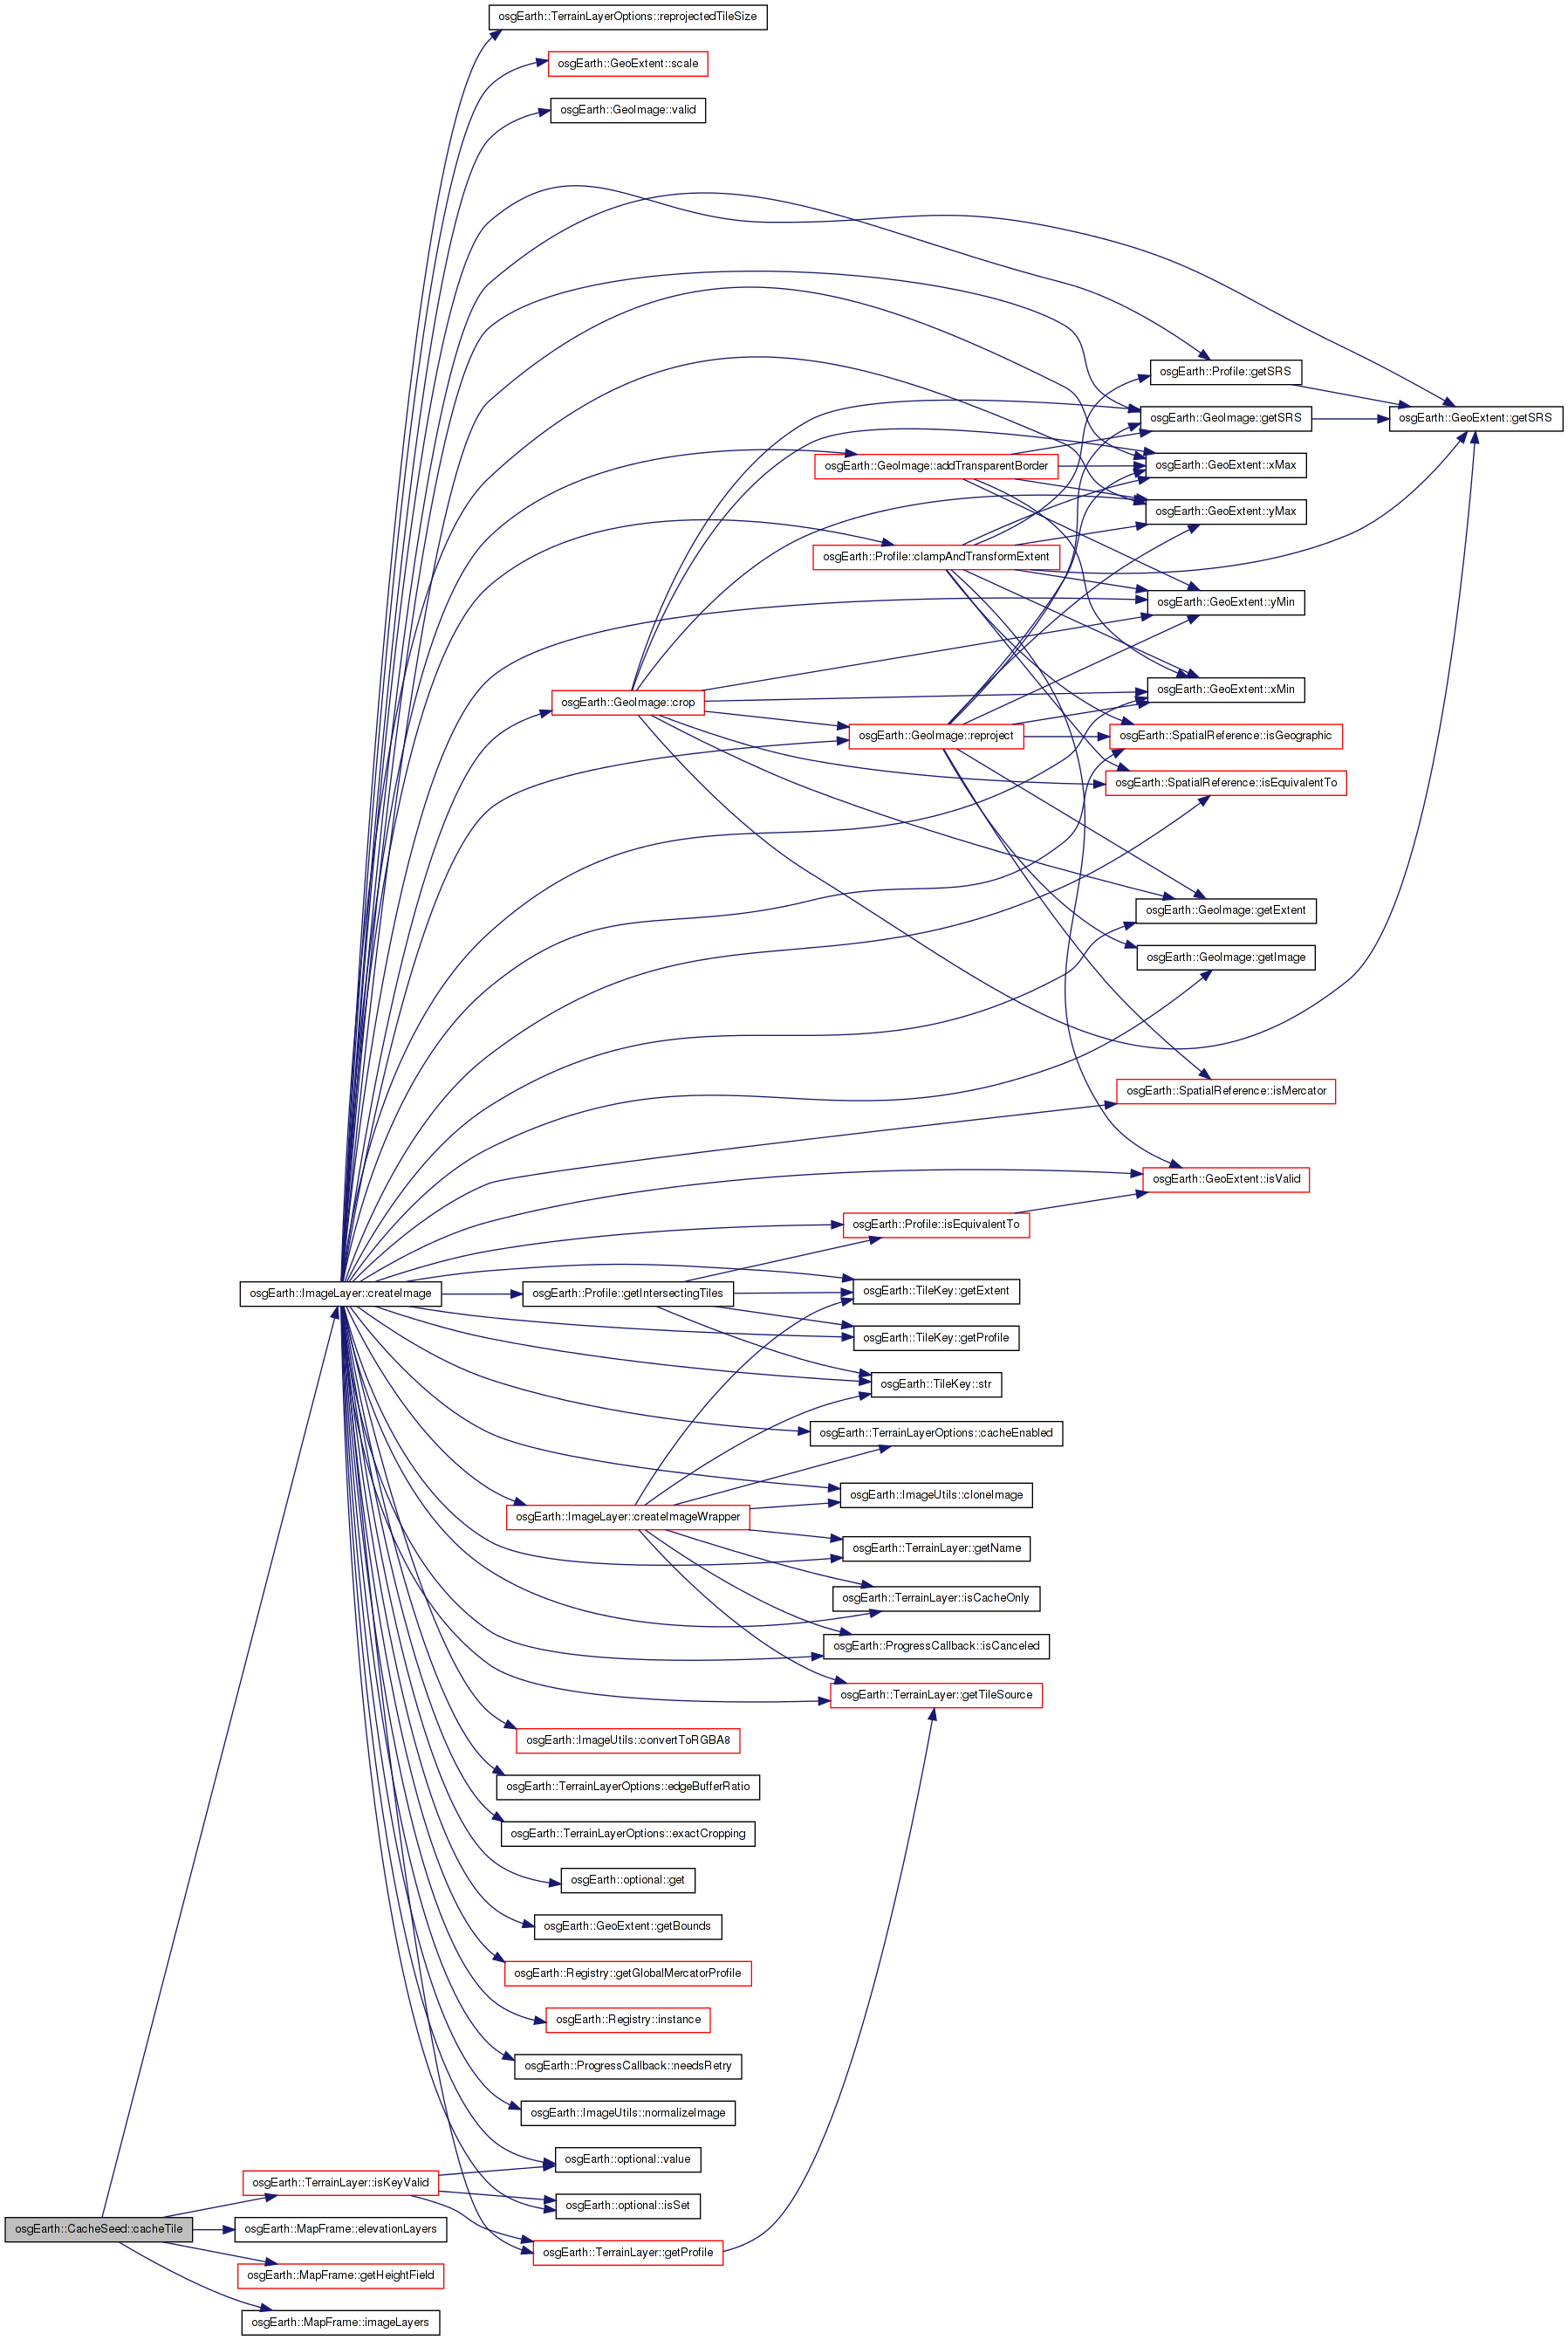 osgEarth::TerrainLayerOptions::reprojectedTileSize
osgEarth::GeoExtent::scale
osgEarth::GeoImage::valid
osgEarth::Profile::getSRS
osgEarth::GeoImage::getSRS
osgEarth::GeoExtent::getSRS
osgEarth::GeoImage::addTransparentBorder
osgEarth::GeoExtent::xMax
osgEarth::GeoExtent::yMax
osgEarth::Profile::clampAndTransformExtent
osgEarth::GeoExtent::yMin
osgEarth::GeoExtent::xMin
osgEarth::GeoImage::crop
osgEarth::GeoImage::reproject
osgEarth::SpatialReference::isGeographic
osgEarth::SpatialReference::isEquivalentTo
osgEarth::GeoImage::getExtent
osgEarth::GeoImage::getImage
osgEarth::SpatialReference::isMercator
osgEarth::GeoExtent::isValid
osgEarth::Profile::isEquivalentTo
osgEarth::ImageLayer::createImage
osgEarth::Profile::getIntersectingTiles
osgEarth::TileKey::getExtent
osgEarth::TileKey::getProfile
osgEarth::TileKey::str
osgEarth::TerrainLayerOptions::cacheEnabled
osgEarth::ImageUtils::cloneImage
osgEarth::ImageLayer::createImageWrapper
osgEarth::TerrainLayer::getName
osgEarth::TerrainLayer::isCacheOnly
osgEarth::ProgressCallback::isCanceled
osgEarth::TerrainLayer::getTileSource
osgEarth::ImageUtils::convertToRGBA8
osgEarth::TerrainLayerOptions::edgeBufferRatio
osgEarth::TerrainLayerOptions::exactCropping
osgEarth::optional::get
osgEarth::GeoExtent::getBounds
osgEarth::Registry::getGlobalMercatorProfile
osgEarth::Registry::instance
osgEarth::ProgressCallback::needsRetry
osgEarth::ImageUtils::normalizeImage
osgEarth::optional::value
osgEarth::TerrainLayer::isKeyValid
osgEarth::optional::isSet
osgEarth::CacheSeed::cacheTile
osgEarth::MapFrame::elevationLayers
osgEarth::TerrainLayer::getProfile
osgEarth::MapFrame::getHeightField
osgEarth::MapFrame::imageLayers